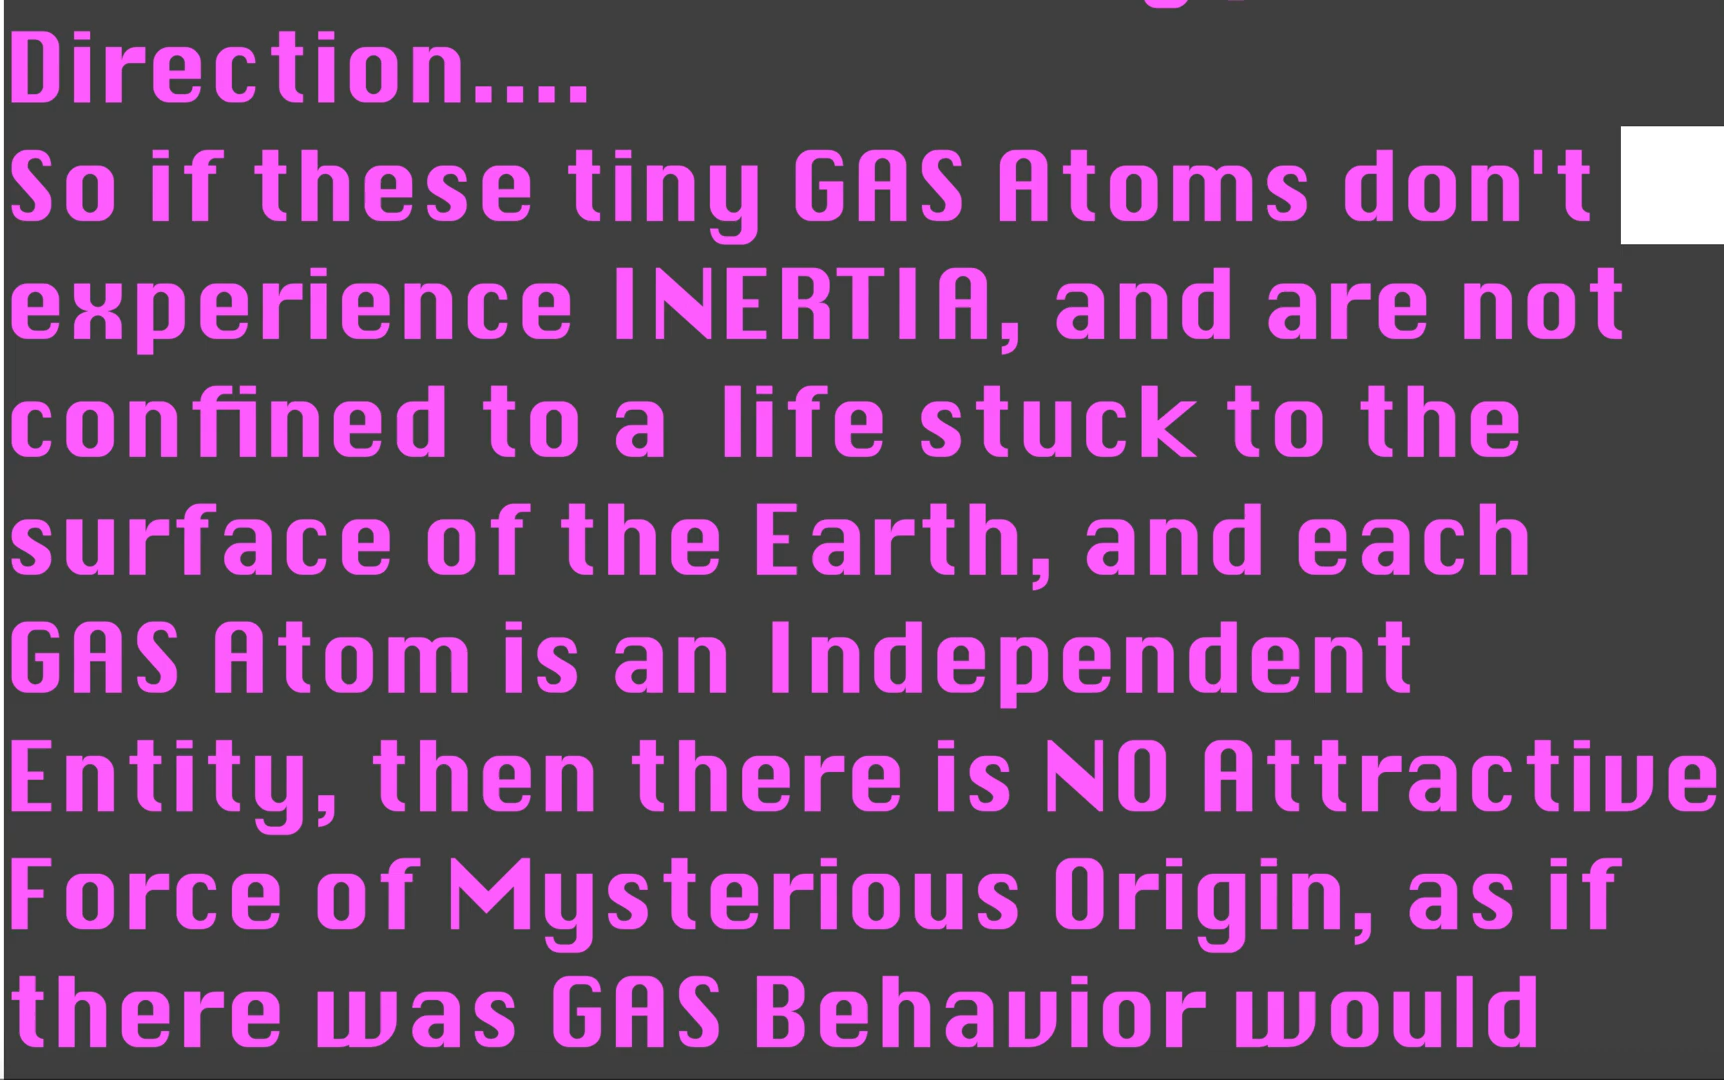 Direction....
So if these tiny GAS Atoms don't
experience INERTIA, and are not
confined to a  life stuck to the
surface of the Earth, and each
GAS Atom is an Independent
Entity, then there is NO Attractive
Force of Mysterious Origin, as if
there was GAS Behavior would